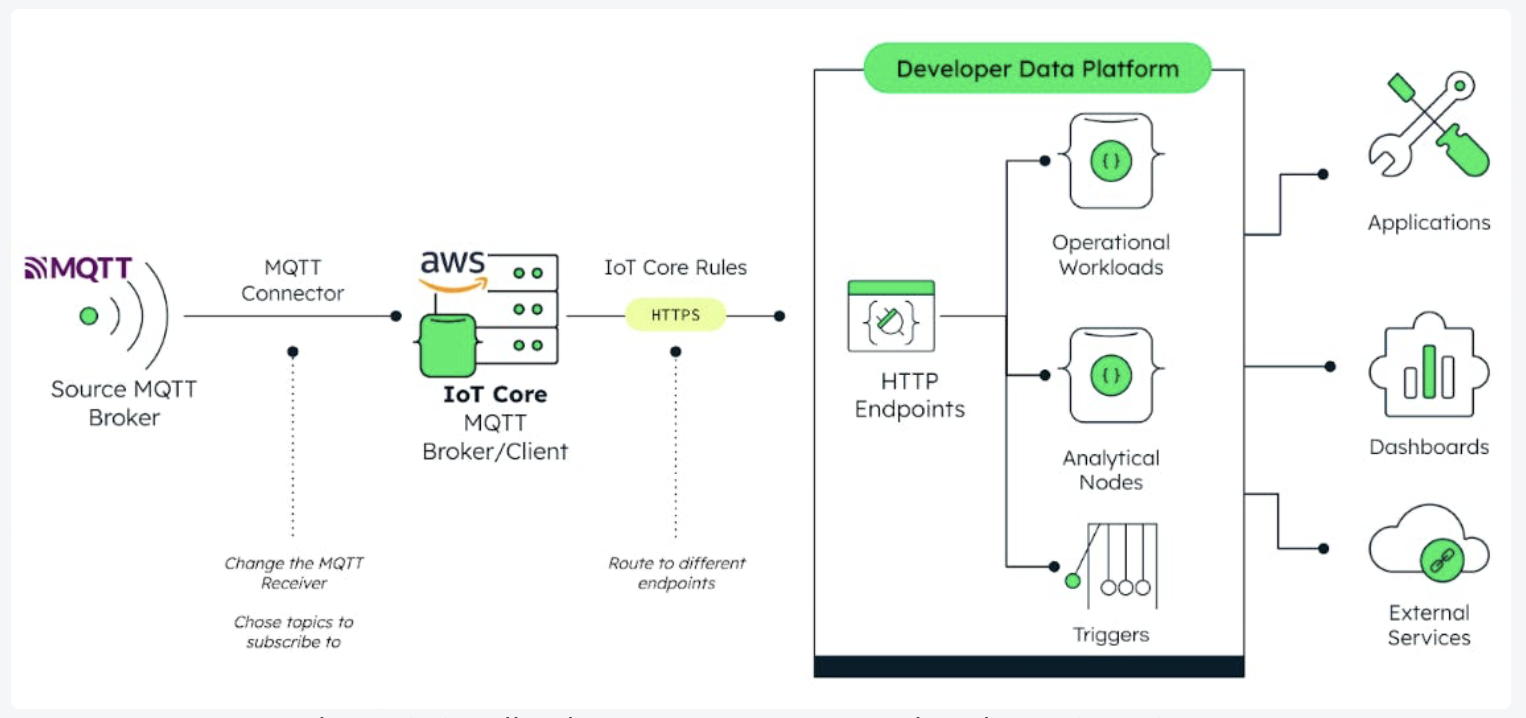 Developer Data Platform
MQTT
Source MQTT
Broker
MQTT
Connector
Change the MQTT
Receiver
Chose topics to
subscribe to
aws
IoT Core
MQTT
Broker/Client
IoT Core Rules
HTTPS
Route to different
endpoints
HTTP
Endpoints
{ }
Operational
Workloads
{ }
Analytical
Nodes
Triggers
Applications
Dashboards
External
Services